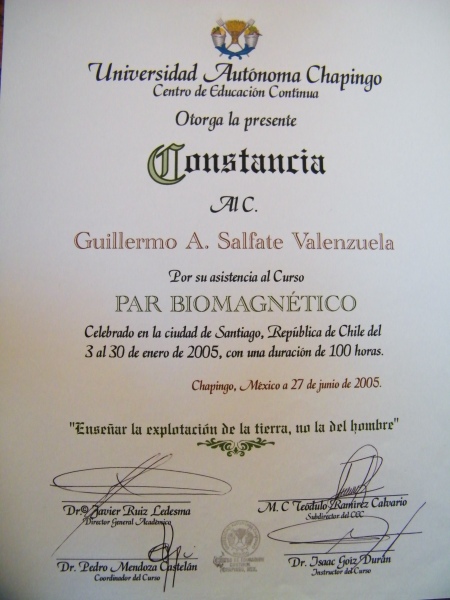 Universidad Autónoma Chapingo
Centro de Educación Continua
Otorga la presente
Constancia
Al C.
Guillermo A. Salfate Valenzuela
Por su asistencia al Curso
PAR BIOMAGNÉTICO
Celebrado en la ciudad de Santiago, República de Chile del
3 al 30 de enero de 2005, con una duración de 100 horas.
Chapingo, México a 27 de junio de 2005.
"Enseñar la explotación de la tierra, no la del hombre"
Dr© Javier Ruiz Ledesma
Director General Académico
M. C Teódulo Ramírez Calvario
Subdirector del CEC
Dr. Pedro Mendoza Castelán
Coordinador del Curso
Dr. Isaac Goiz Durán
Instructor del Curso